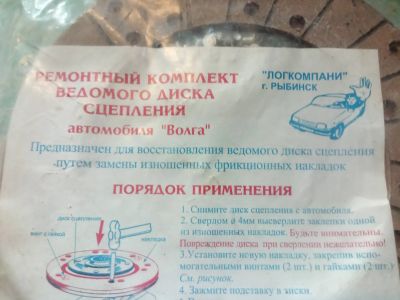 РЕМОНТНЫЙ КОМПЛЕКТ
ВЕДОМОГО ДИСКА
СЦЕПЛЕНИЯ
автомобиля "Волга"
"ЛОГКОМПАНИ"
г. РЫБИНСК
Предназначен для восстановления ведомого диска сцепления
путем замены изношенных фрикционных накладок
ПОРЯДОК ПРИМЕНЕНИЯ
ДИСК СЦЕПЛЕНИЯ
ВИНТ С ГАЙКОЙ
НАКЛАДКА
1. Снимите диск сцепления с автомобиля.
2. Сверлом ø 4мм высверлите заклепки одной
из изношенных накладок. Будьте внимательны.
Повреждение диска при сверлении нежелательно!
3.Установите новую накладку, закрепив вспо-
могательными винтами (2 шт.) и гайками (2 шт.)
См. рисунок.
4. Зажмите подставку в тиски.